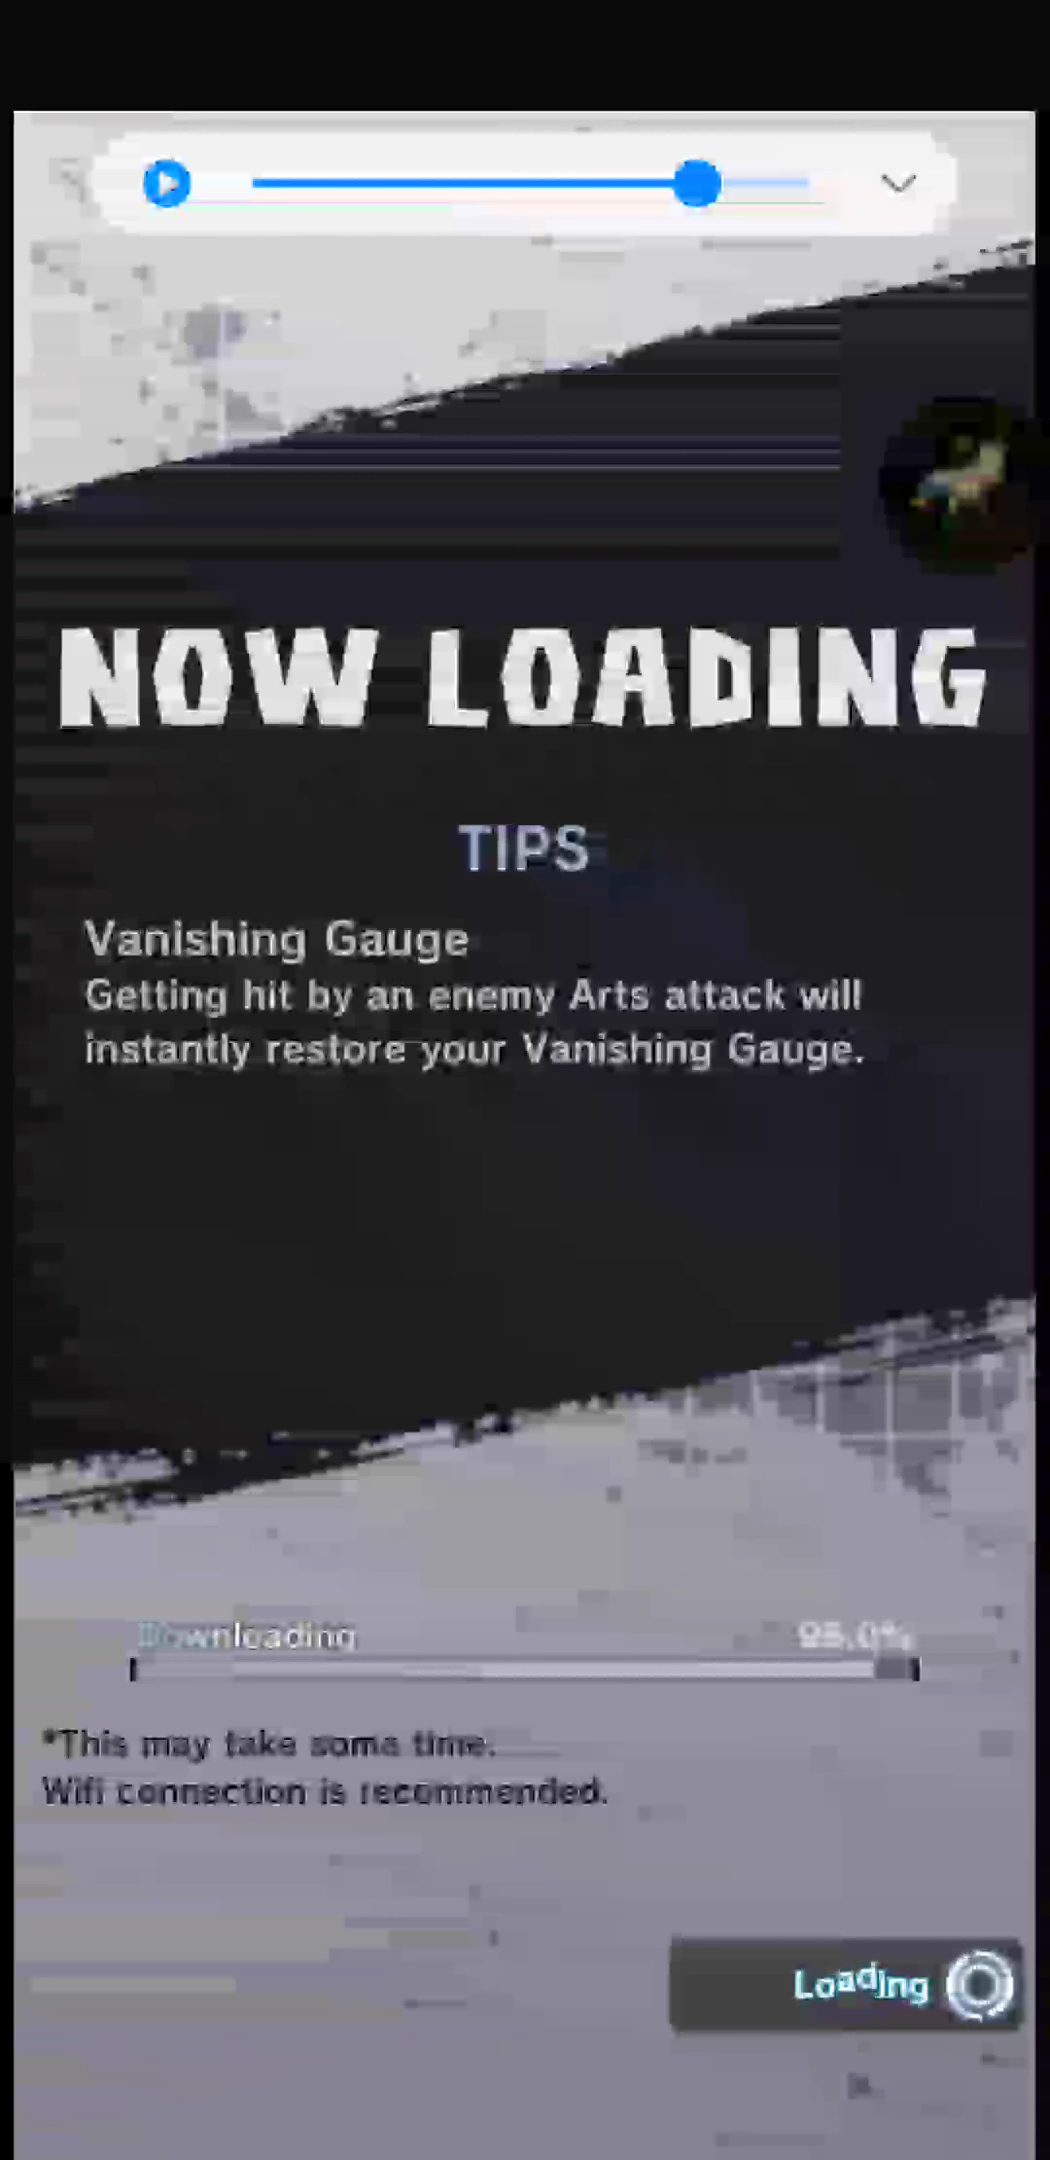 NOW LOADING
TIPS
Vanishing Gauge
Getting hit by an enemy Arts attack will
instantly restore your Vanishing Gauge.
Downloading
*This may take some time.
Wifi connection is recommended.
Loading